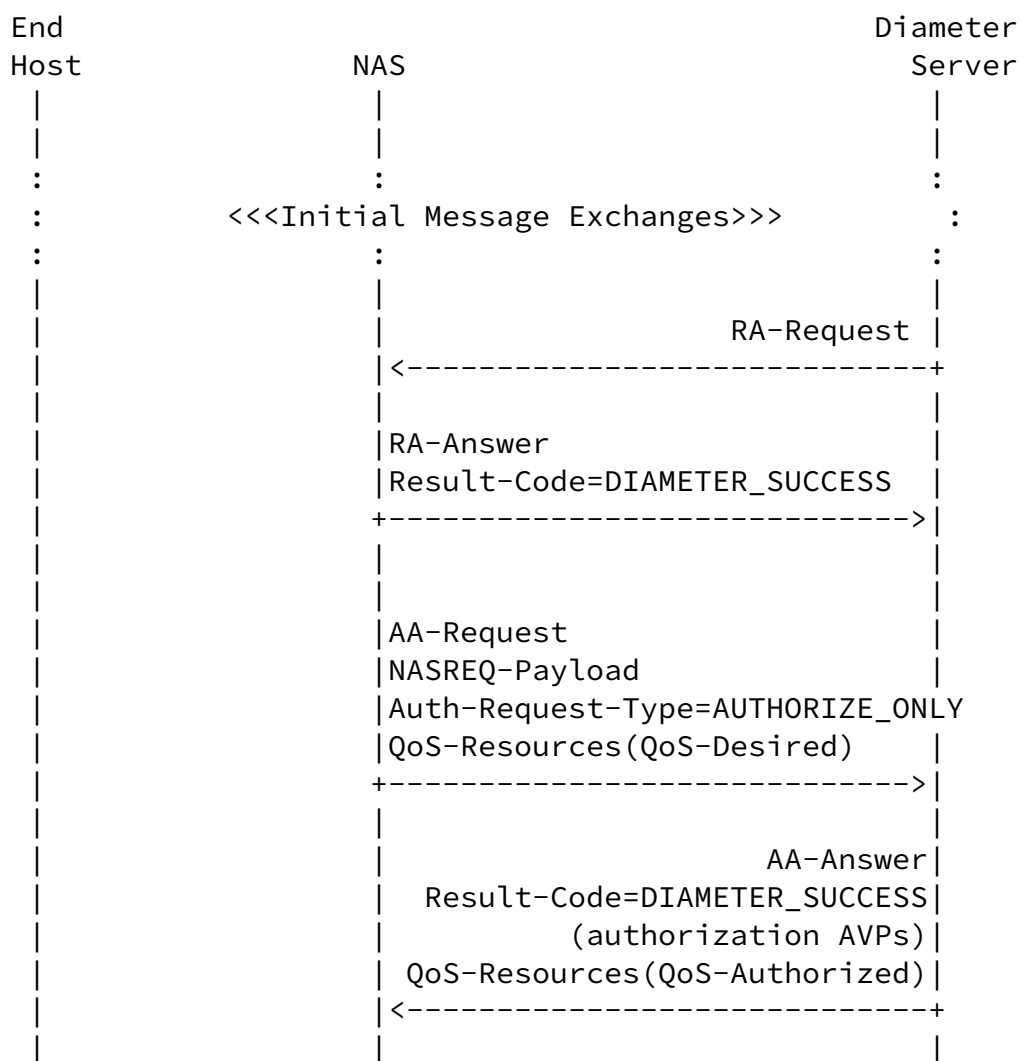 End Diameter
Host NAS Server
<<<Initial Message Exchanges>>>
RA-Request
RA-Answer
Result-Code=DIAMETER_SUCCESS
AA-Request
NASREQ-Payload
Auth-Request-Type=AUTHORIZE_ONLY
QoS-Resources(QoS-Desired)
AA-Answer
Result-Code=DIAMETER_SUCCESS
(authorization AVPs)
QoS-Resources(QoS-Authorized)